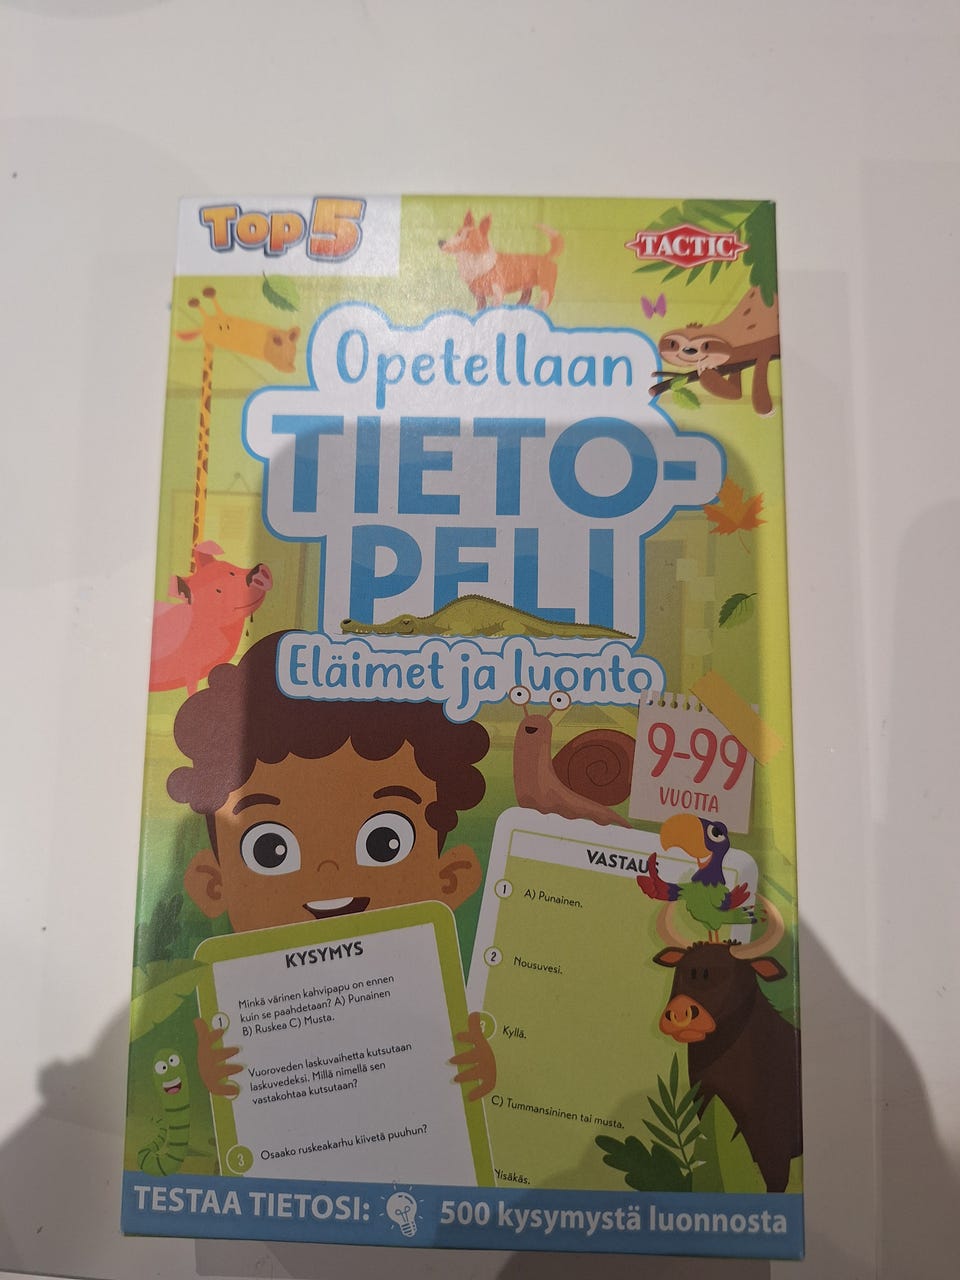 Top 5
TACTIC
Opetellaan
TIETO-
PELI
Eläimet ja luonto
9-99
VUOTTA
KYSYMYS
1 Minkä värinen kahvipapu on ennen
kuin se paahdetaan? A) Punainen
B) Ruskea C) Musta.
Vuoroveden laskuvaihetta kutsutaan
laskuvedeksi. Millä nimellä sen
vastakohtaa kutsutaan?
3 Osaako ruskeakarhu kiivetä puuhun?
VASTAUS
1 A) Punainen.
2 Nousuvesi.
3 Kyllä.
C) Tummansininen tai musta.
Yisäkäs.
TESTAA TIETOSI: 500 kysymystä luonnosta